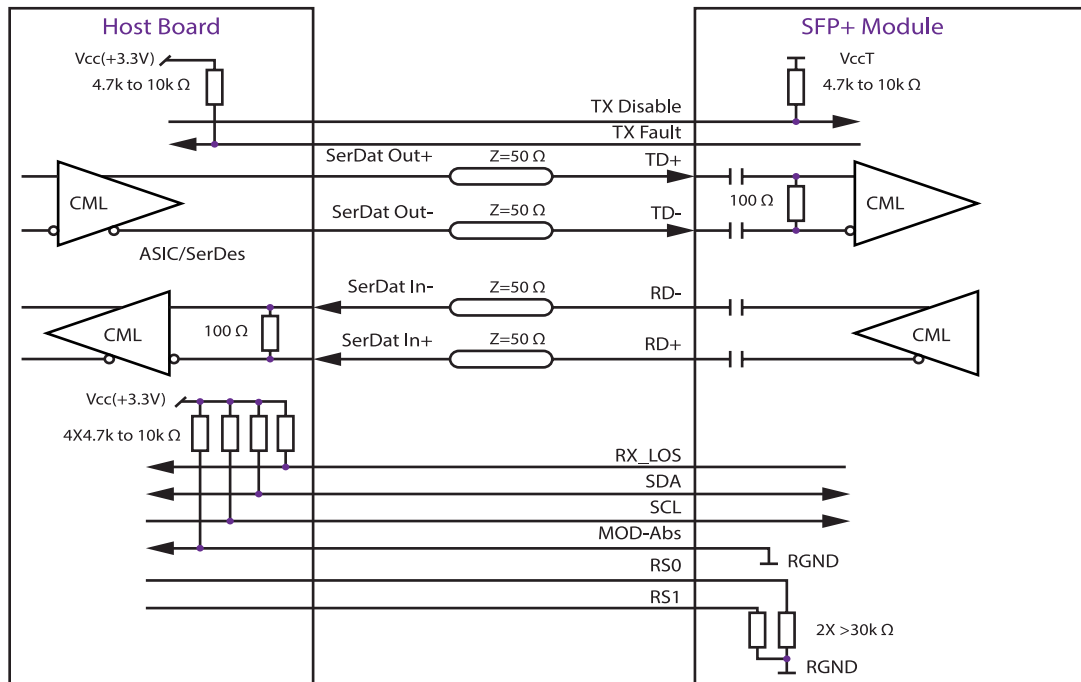 Host Board
SFP+ Module
Vcc(+3.3V)
4.7k to 10k Ω
VccT
4.7k to 10k Ω
TX Disable
TX Fault
SerDat Out+
Z=50 Ω
TD+
CML
100 Ω
CML
SerDat Out-
Z=50 Ω
TD-
ASIC/SerDes
SerDat In-
Z=50 Ω
RD-
CML
100 Ω
CML
SerDat In+
Z=50 Ω
RD+
Vcc(+3.3V)
4X4.7k to 10k Ω
RX_LOS
SDA
SCL
MOD-Abs
RGND
RS0
RS1
2X >30k Ω
RGND